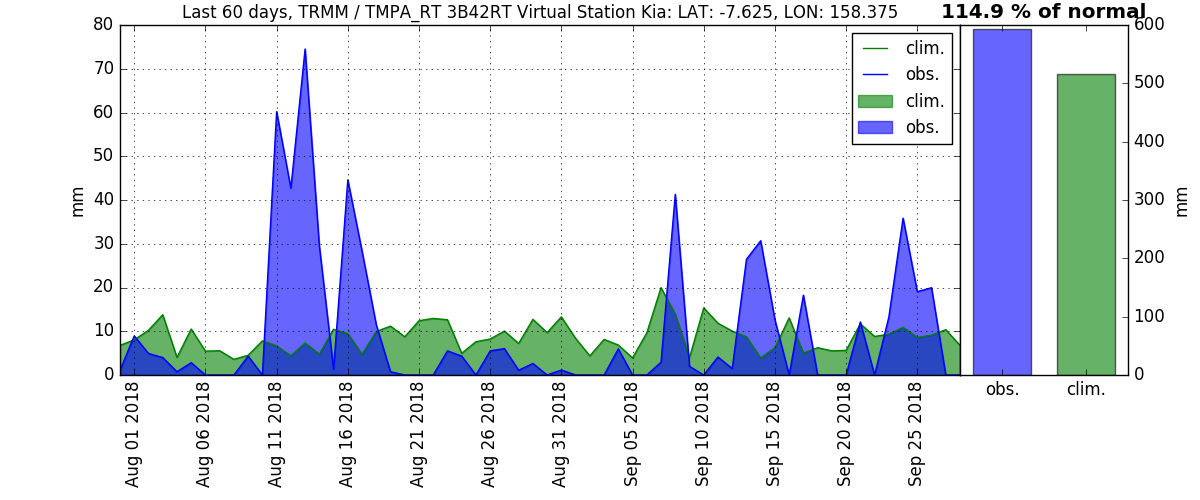 Last 60 days, TRMM / TMPA_RT 3B42RT Virtual Station Kia: LAT: -7.625, LON: 158.375
114.9 % of normal
80
70
60
50
40
30
20
10
0
mm
clim.
obs.
clim.
obs.
Aug 01 2018
Aug 06 2018
Aug 11 2018
Aug 16 2018
Aug 21 2018
Aug 26 2018
Aug 31 2018
Sep 05 2018
Sep 10 2018
Sep 15 2018
Sep 20 2018
Sep 25 2018
600
500
400
300
200
100
0
mm
obs.
clim.